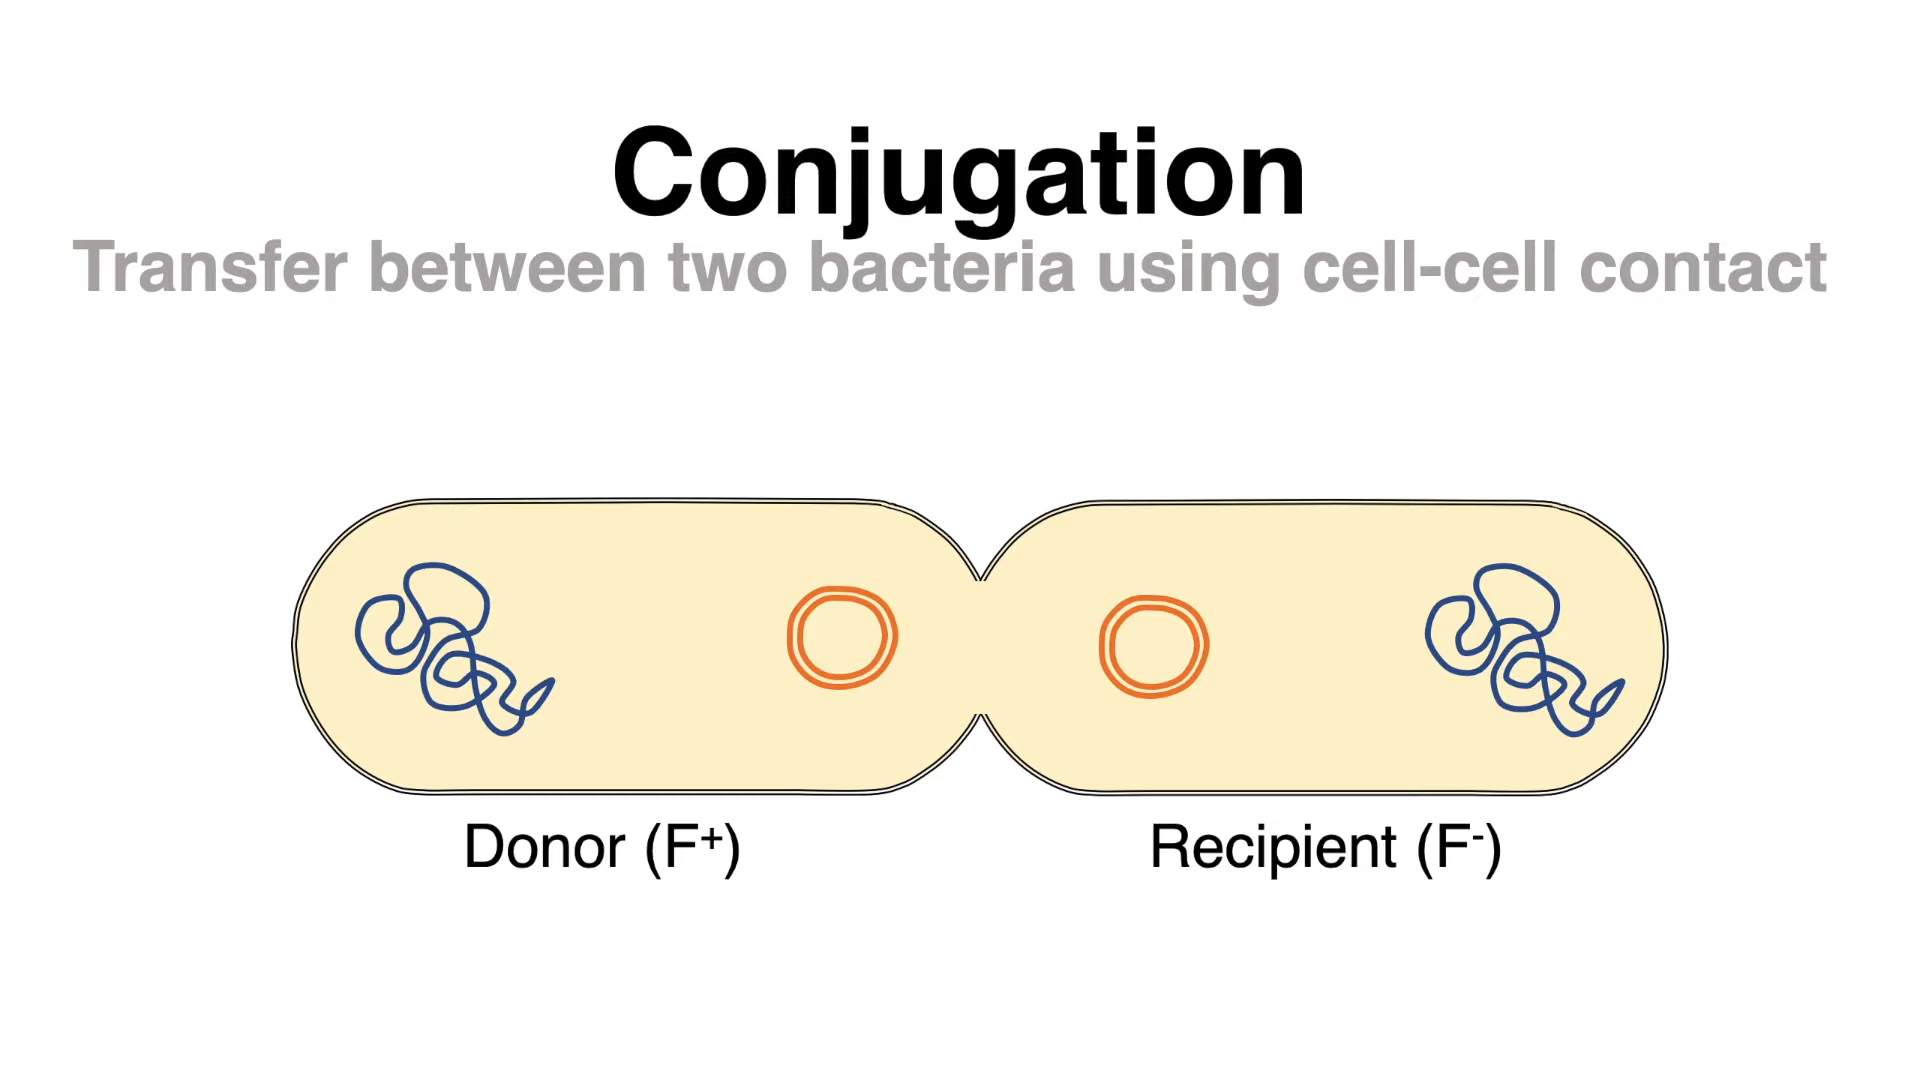 Conjugation
Transfer between two bacteria using cell-cell contact
Donor (F⁺)
Recipient (F⁻)